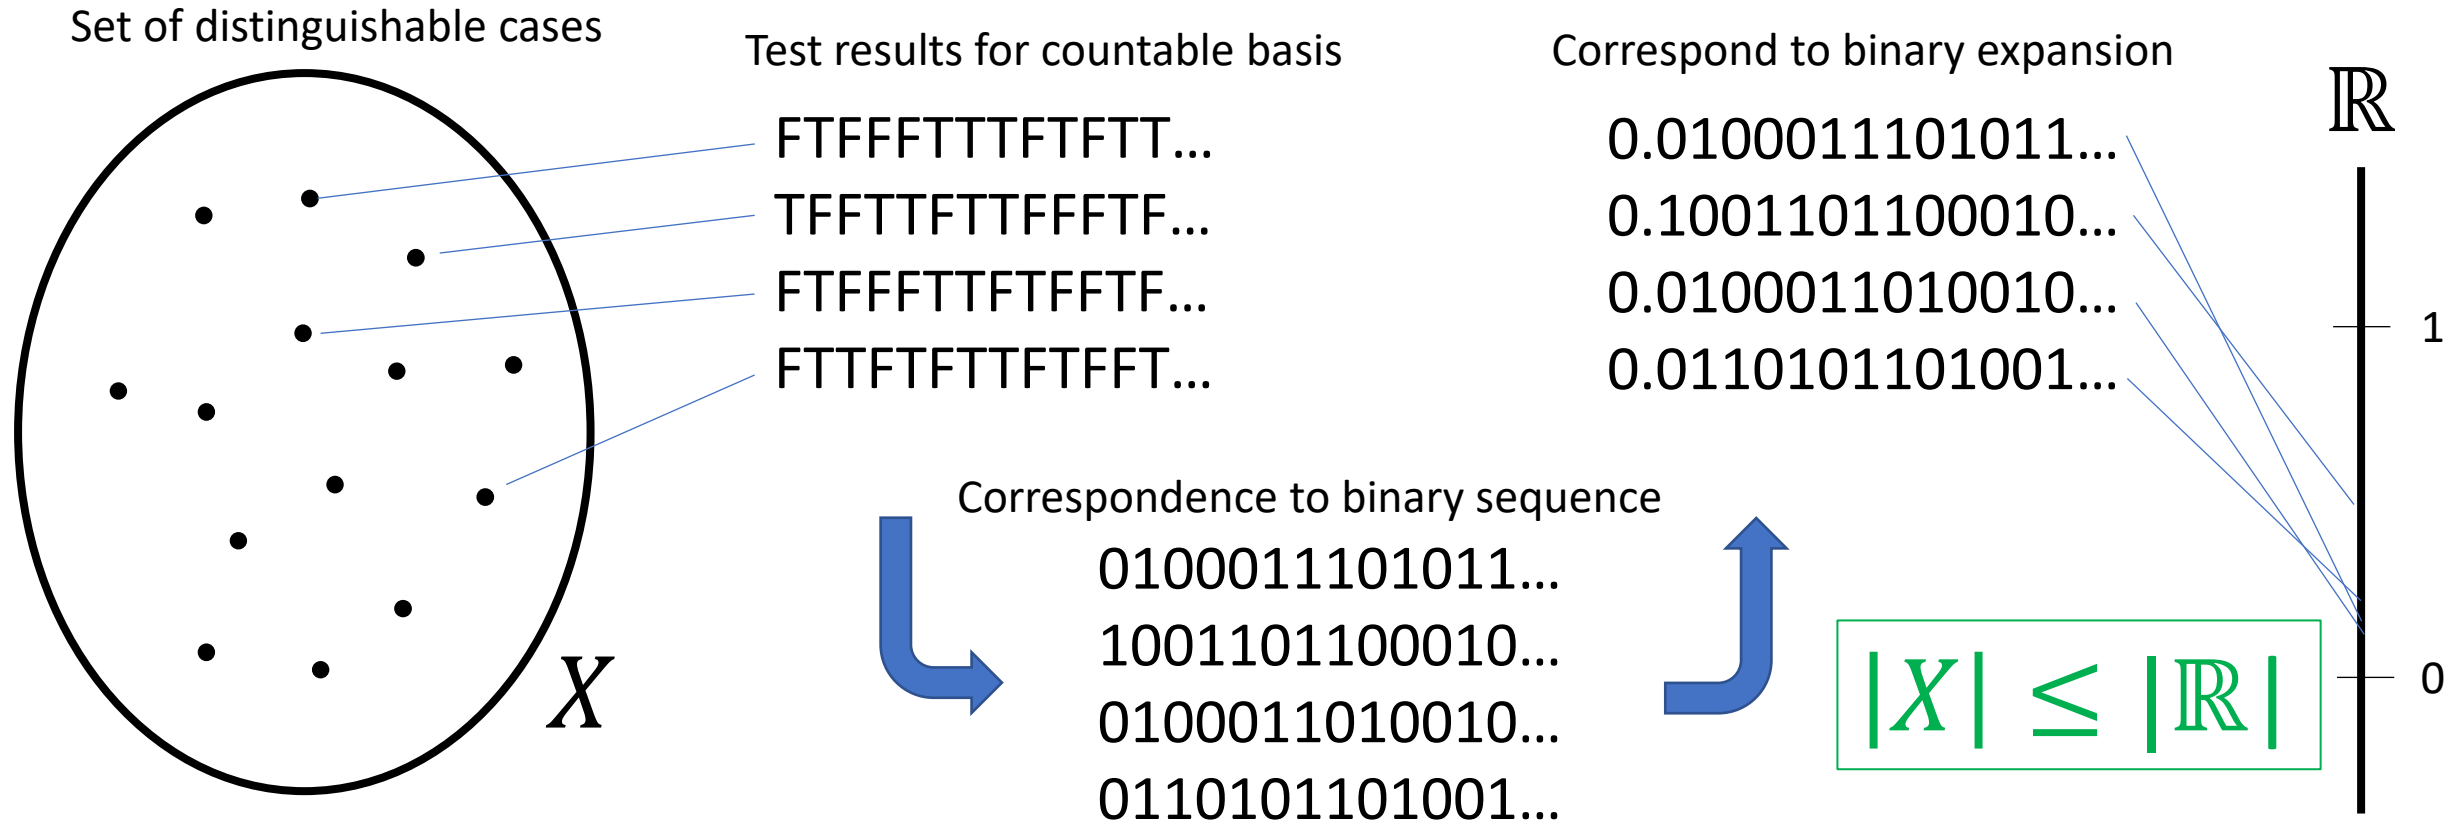 Set of distinguishable cases
Test results for countable basis
FTFFFTTTFTFTT...
TFFTTFTTFFFTF...
FTFFFTTFTFFTF...
FTTFTFTTFTFFT...
Correspond to binary expansion
0.0100011101011...
0.1001101100010...
0.0100011010010...
0.0110101101001...
ℝ
1
0
Correspondence to binary sequence
0100011101011...
1001101100010...
0100011010010...
0110101101001...
X
|X| ≤ |ℝ|